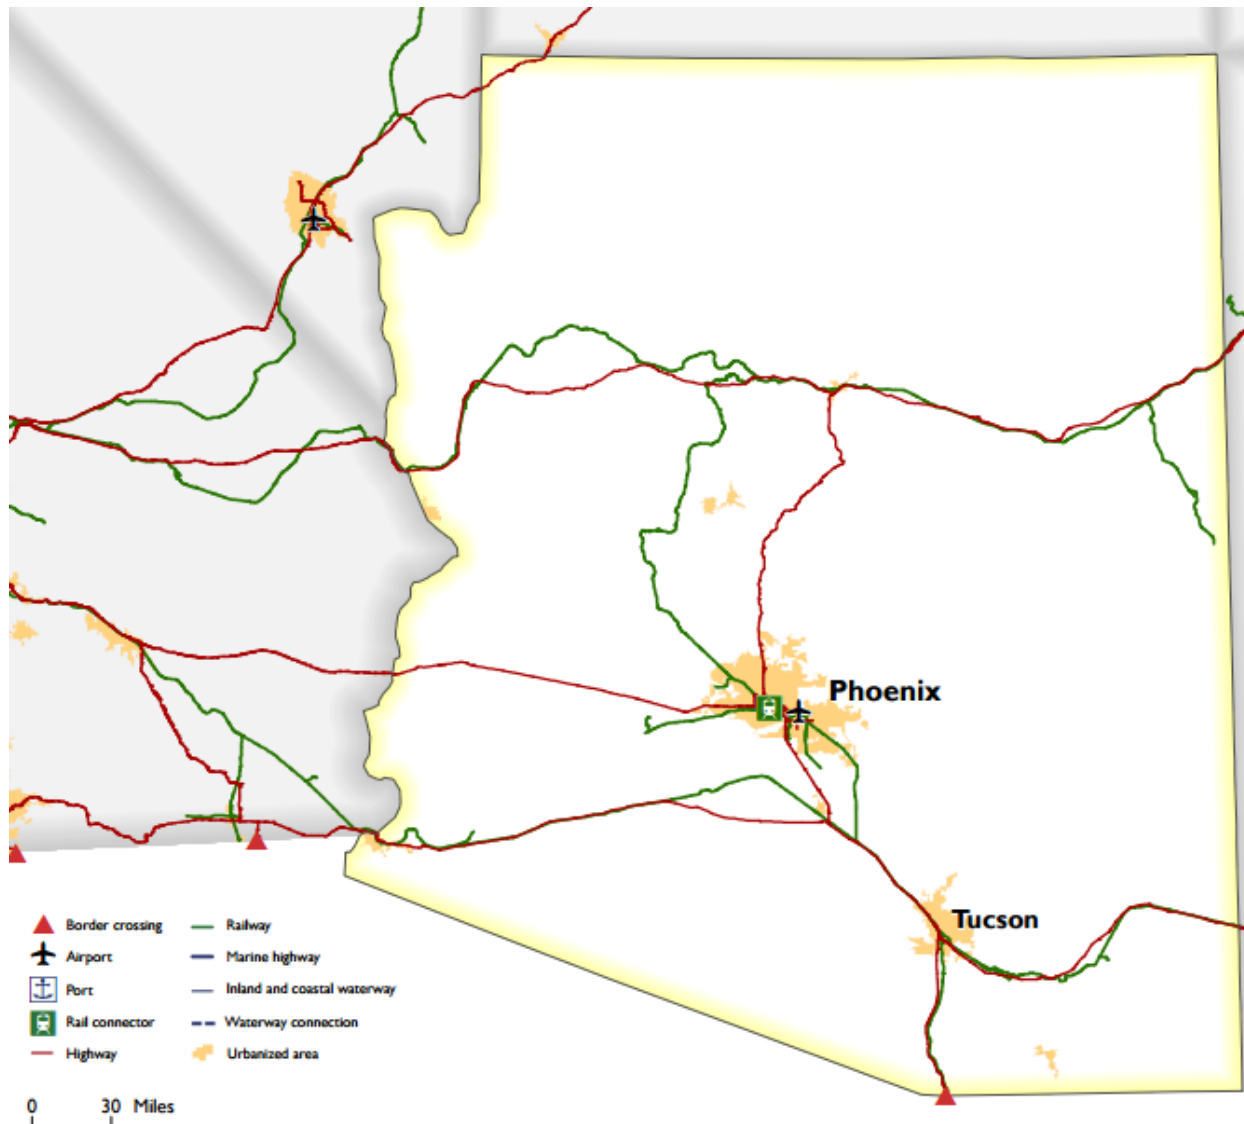 Phoenix
Tucson
Border crossing
Railway
Airport
Marine highway
Port
Inland and coastal waterway
Rail connector
Waterway connection
Highway
Urbanized area
0 30 Miles